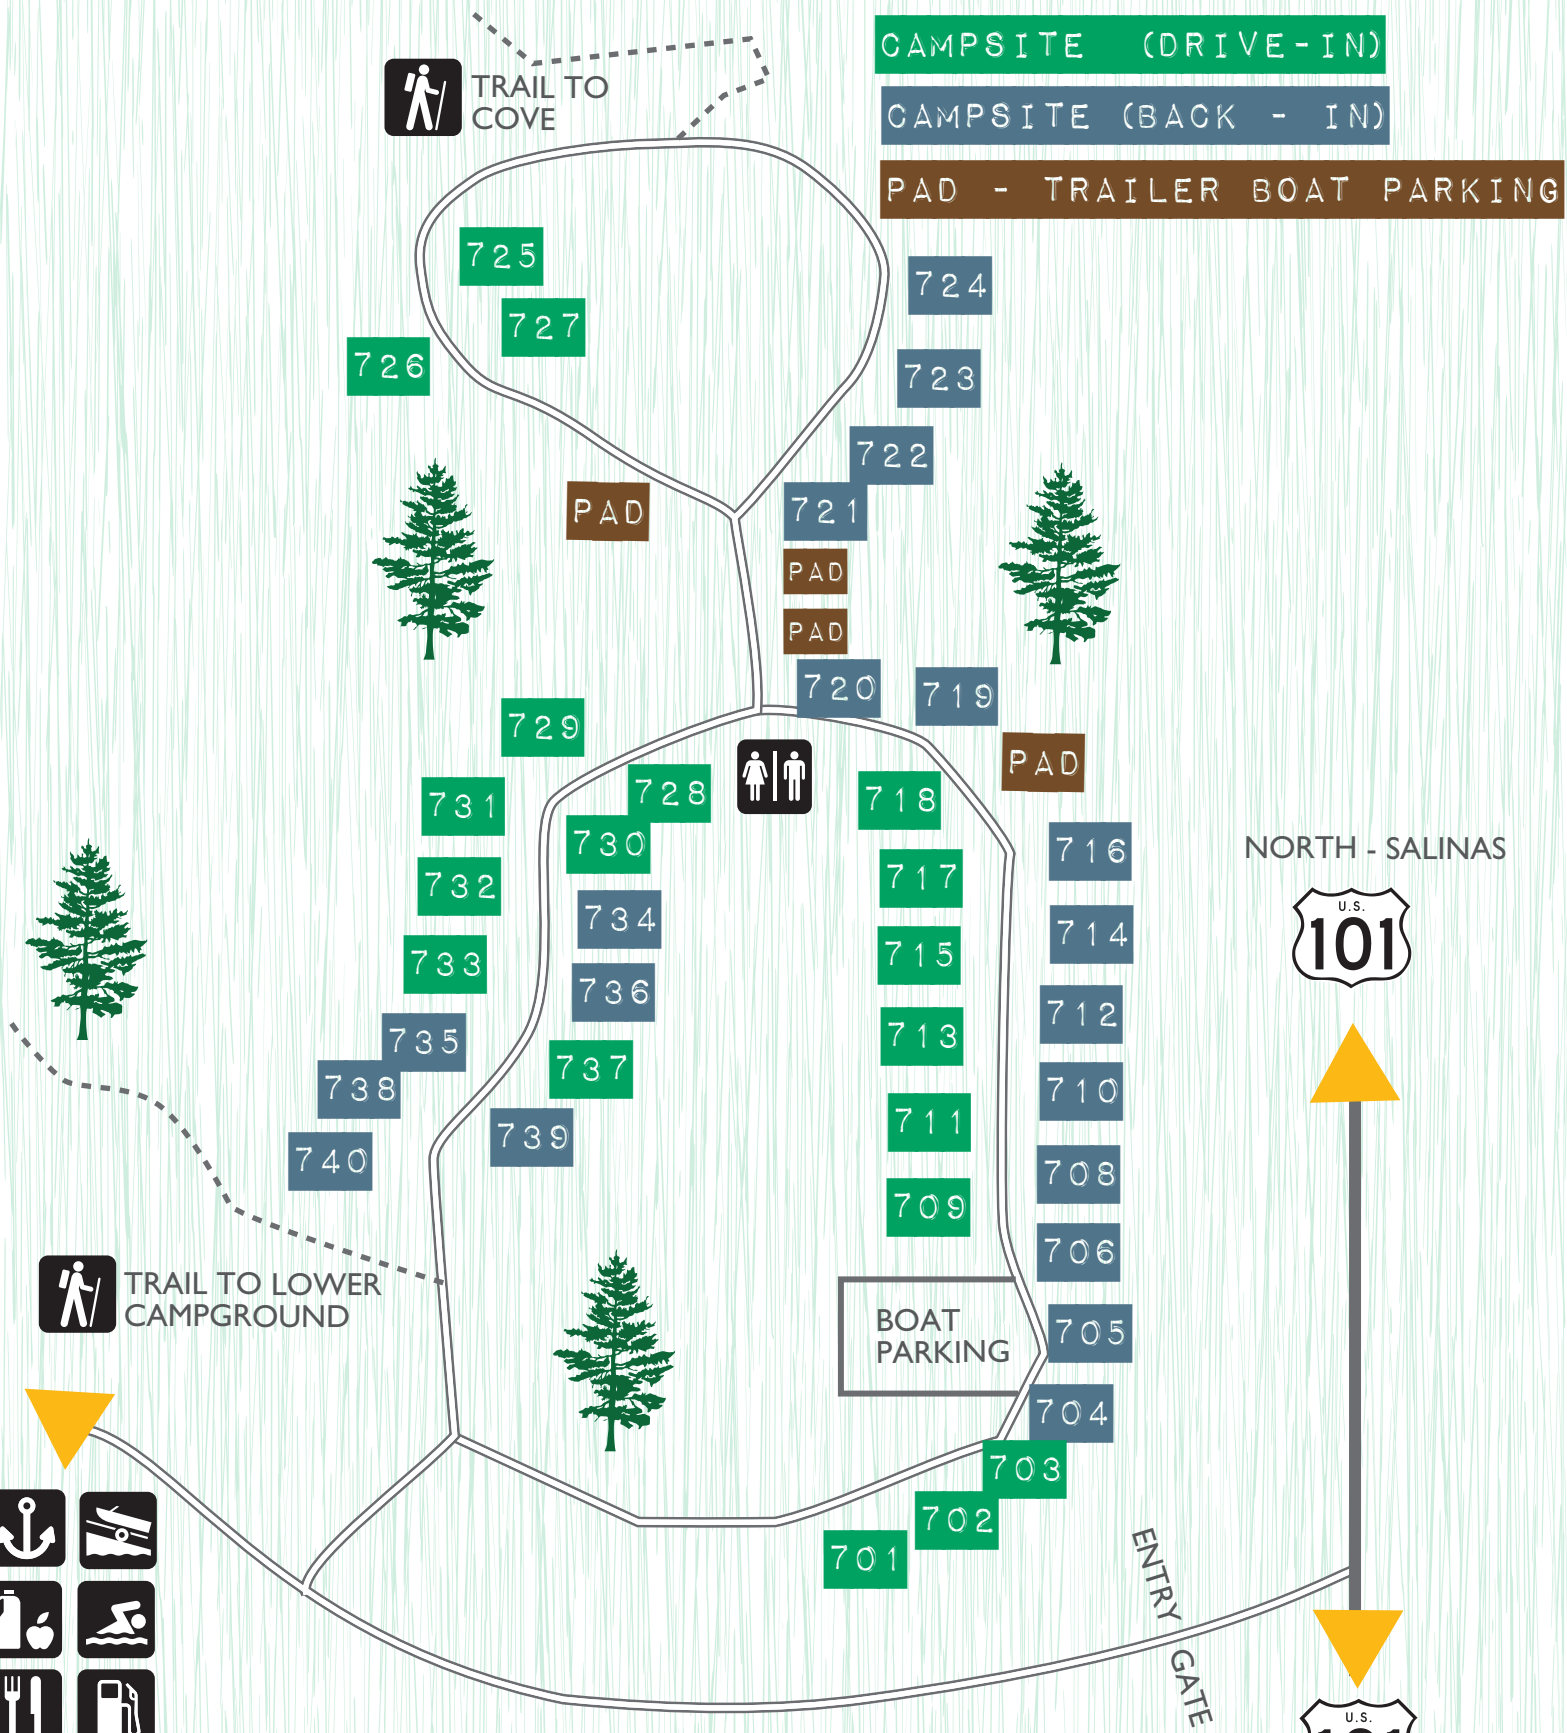 CAMPSITE (DRIVE-IN)
CAMPSITE (BACK - IN)
PAD - TRAILER BOAT PARKING
TRAIL TO
COVE
725
724
727
726
723
722
721
PAD
PAD
PAD
720
719
729
PAD
728
718
731
730
716
717
732
734
714
715
733
736
712
713
735
737
710
738
711
739
740
708
709
706
NORTH - SALINAS
U.S.
101
TRAIL TO LOWER
CAMPGROUND
BOAT
PARKING
705
704
703
702
701
ENTRY GATE
U.S.
101